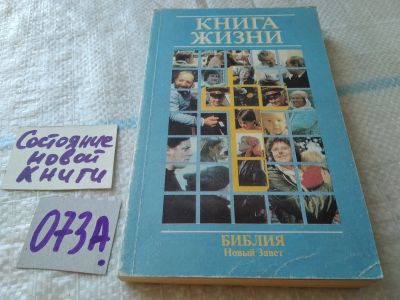 КНИГА
ЖИЗНИ
БИБЛИЯ
Новый Завет
Состояние
новой
книги
073А